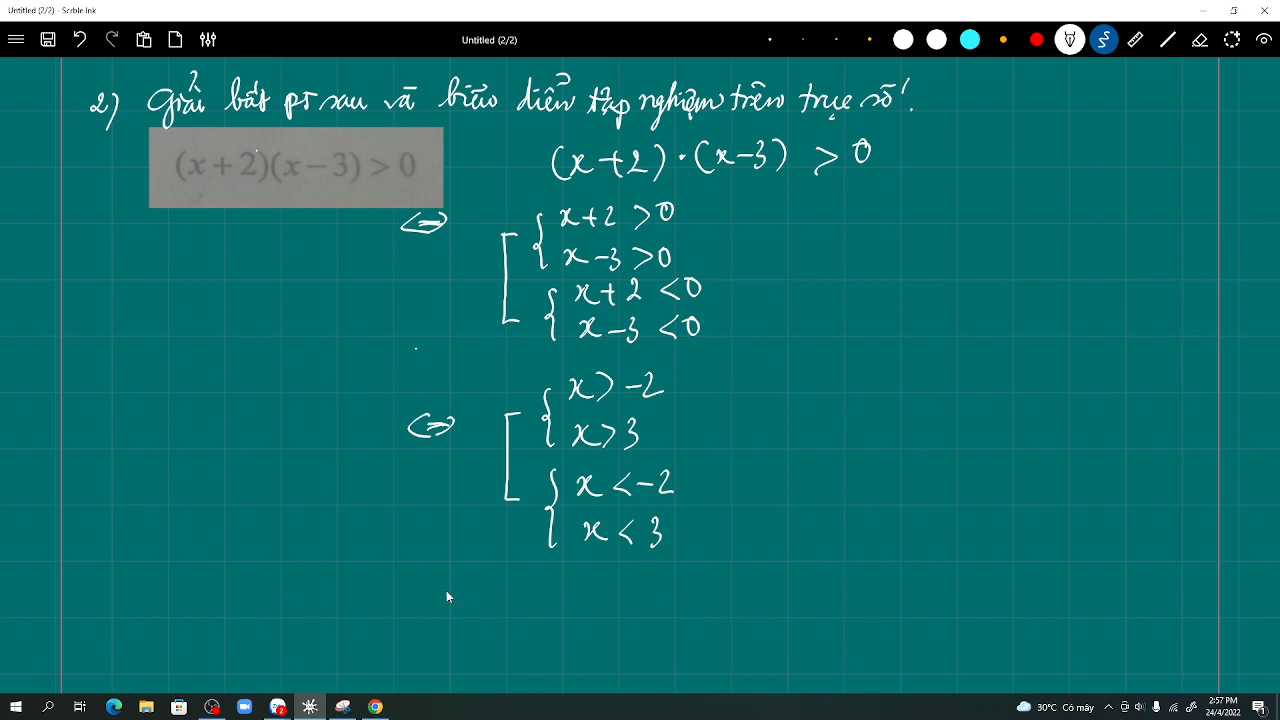 Untitled (2/2) - Scrble Ink
Untitled (2/2)
2) Giải bất pt sau và biểu diễn tập nghiệm trên trục số.
(x+2)(x−3) > 0
(x+2)·(x−3) > 0
⇔ [ { x+2 > 0
x−3 > 0
{ x+2 < 0
x−3 < 0
⇔ [ { x > −2
x > 3
{ x < −2
x < 3
30°C Có mây
2:57 PM
24/4/2022
2